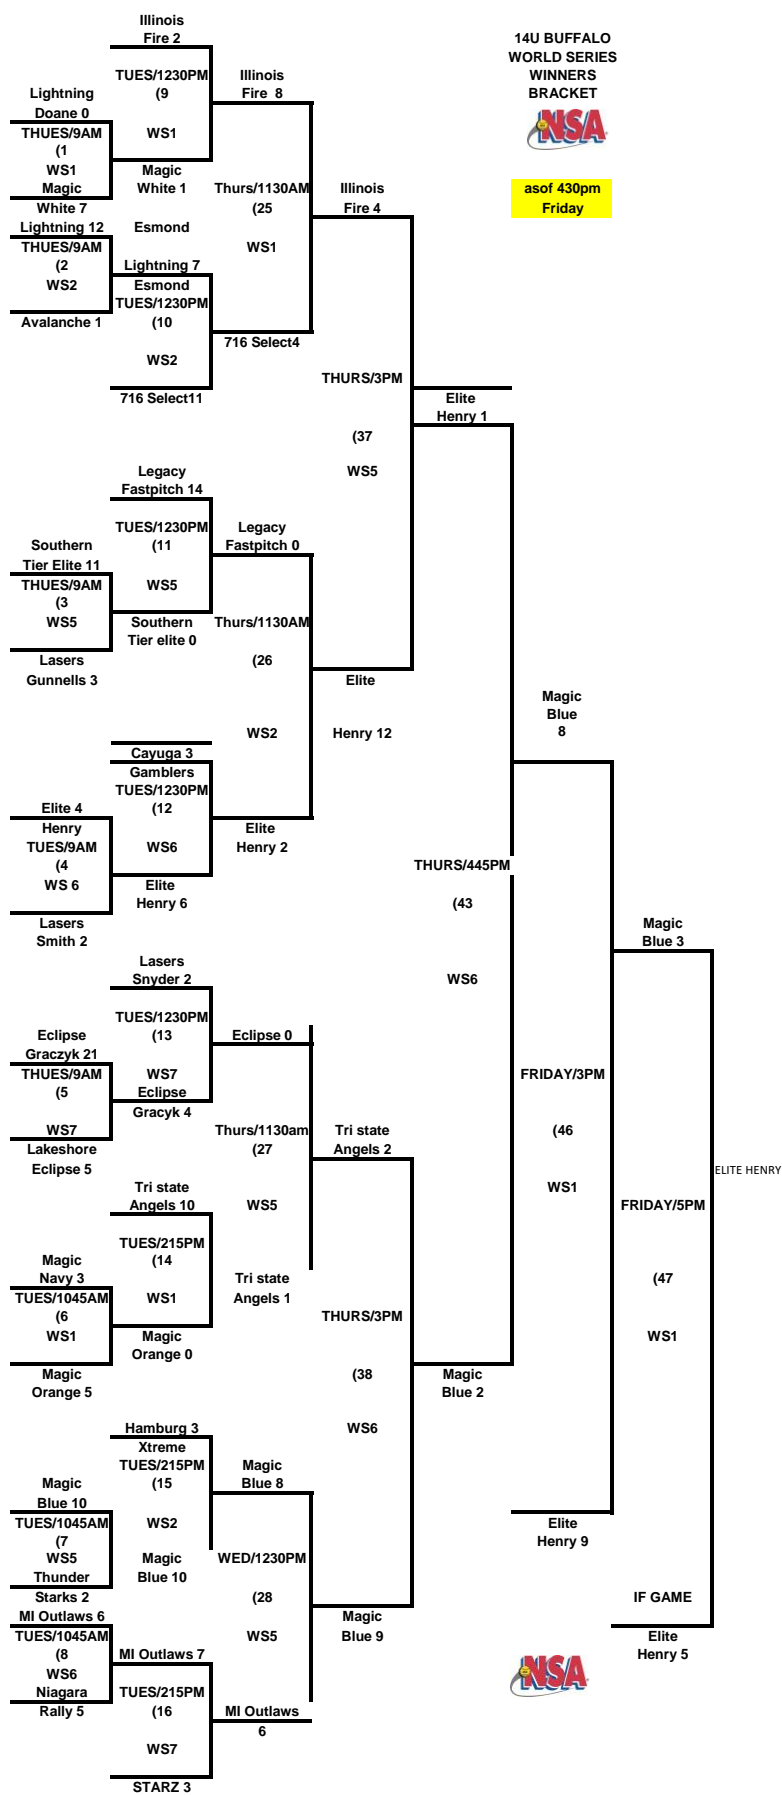 Illinois
Fire 2
14U BUFFALO
WORLD SERIES
WINNERS
BRACKET
NSA
asof 430pm
Friday
TUES/1230PM
(9
WS1
Illinois
Fire 8
Lightning
Doane 0
THUES/9AM
(1
WS1
Magic
White 7
Magic
White 1
Thurs/1130AM
(25
WS1
Illinois
Fire 4
Lightning 12
Esmond
THUES/9AM
(2
WS2
Avalanche 1
Lightning 7
Esmond
TUES/1230PM
(10
WS2
716 Select11
716 Select4
THURS/3PM
(37
WS5
Elite
Henry 1
Legacy
Fastpitch 14
TUES/1230PM
(11
WS5
Legacy
Fastpitch 0
Southern
Tier Elite 11
THUES/9AM
(3
WS5
Lasers
Gunnells 3
Southern
Tier elite 0
Thurs/1130AM
(26
WS2
Elite
Henry 12
Magic
Blue
8
Cayuga 3
Gamblers
TUES/1230PM
(12
WS6
Elite 4
Henry
TUES/9AM
(4
WS 6
Lasers
Smith 2
Elite
Henry 6
Elite
Henry 2
THURS/445PM
(43
WS6
Magic
Blue 3
Lasers
Snyder 2
TUES/1230PM
(13
WS7
Eclipse 0
Eclipse
Graczyk 21
THUES/9AM
(5
WS7
Lakeshore
Eclipse 5
Eclipse
Gracyk 4
Thurs/1130am
(27
WS5
Tri state
Angels 2
FRIDAY/3PM
(46
WS1
ELITE HENRY
FRIDAY/5PM
(47
WS1
Tri state
Angels 10
TUES/215PM
(14
WS1
Tri state
Angels 1
Magic
Navy 3
TUES/1045AM
(6
WS1
Magic
Orange 5
Magic
Orange 0
THURS/3PM
(38
WS6
Magic
Blue 2
Hamburg 3
Xtreme
TUES/215PM
(15
WS2
Magic
Blue 8
Magic
Blue 10
TUES/1045AM
(7
WS5
Thunder
Starks 2
Magic
Blue 10
WED/1230PM
(28
WS5
Magic
Blue 9
Elite
Henry 9
IF GAME
Elite
Henry 5
MI Outlaws 6
TUES/1045AM
(8
WS6
Niagara
Rally 5
MI Outlaws 7
TUES/215PM
(16
WS7
STARZ 3
MI Outlaws
6
NSA